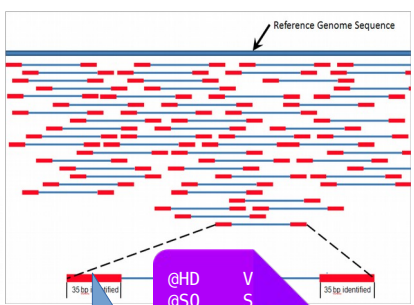 Reference Genome Sequence
35 bp identified
35 bp identified
@HD V
@SQ S